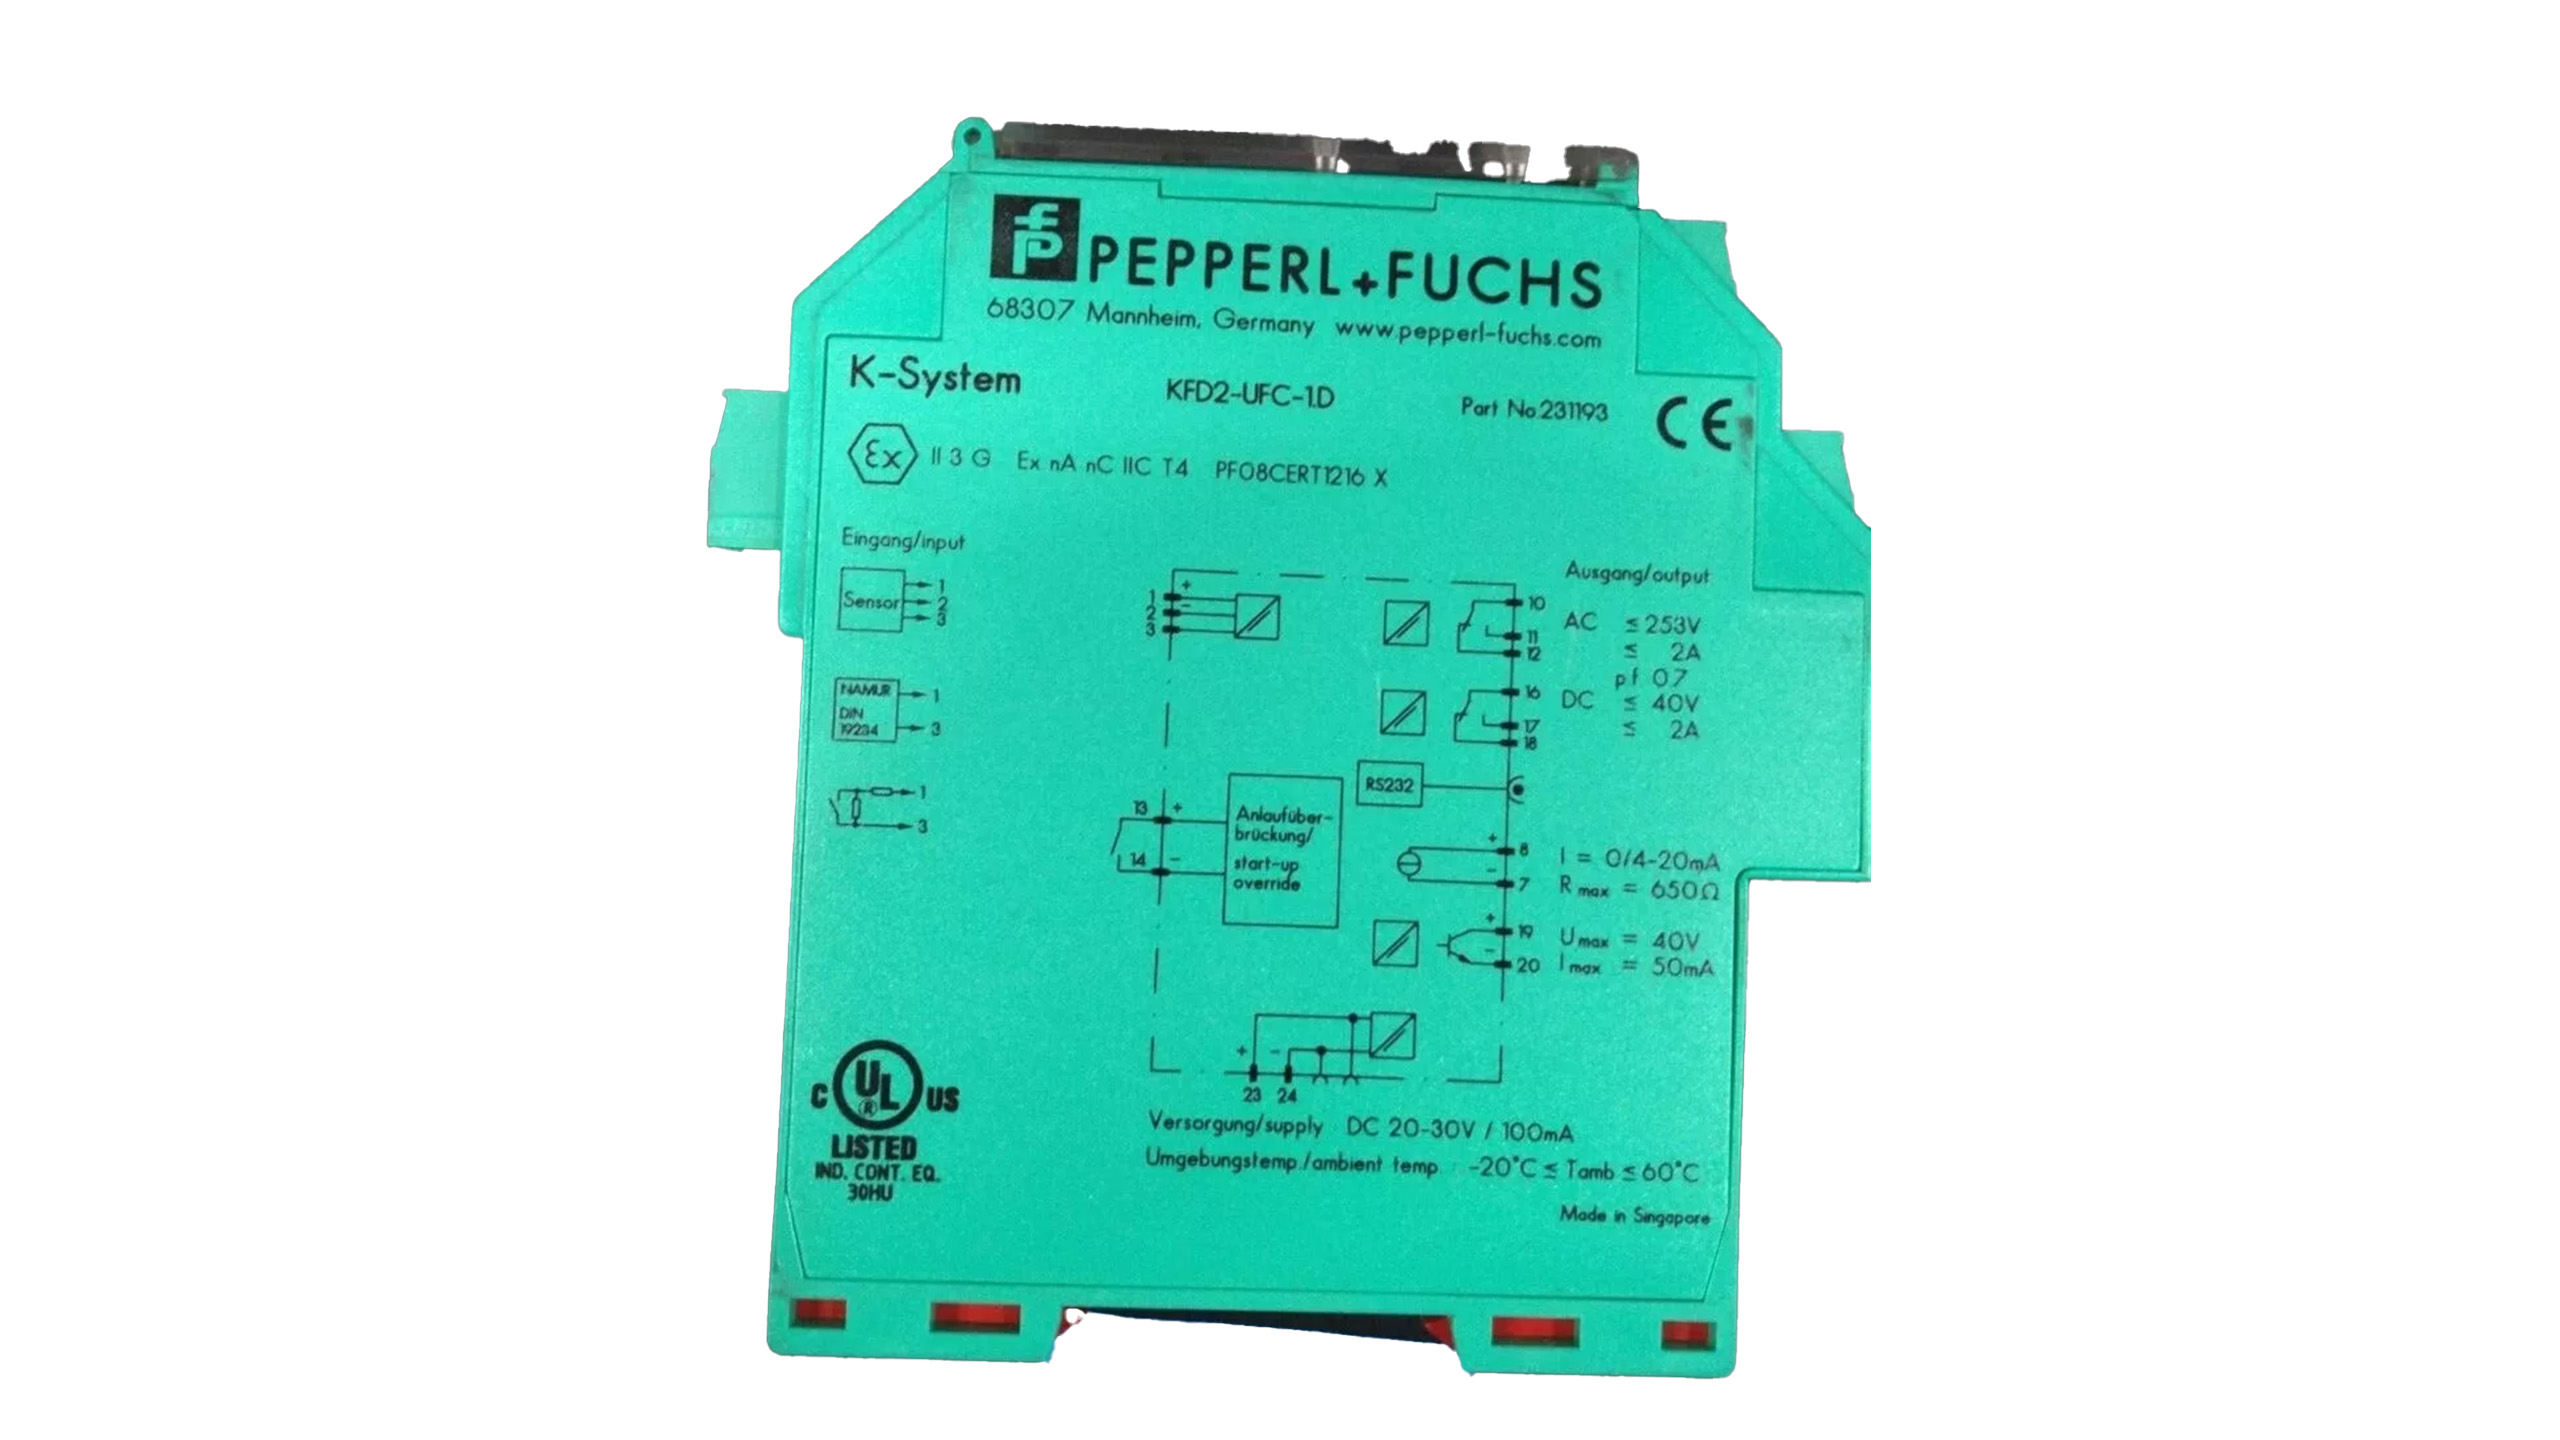 fp PEPPERL+FUCHS
68307 Mannheim, Germany www.pepperl-fuchs.com
K-System KFD2-UFC-1.D Part No.231193 CE
Ex II 3 G Ex nA nC IIC T4 PF08CERT1216 X
Eingang/input
Sensor 1
2
3
NAMUR 1
DIN
19234 3
1
3
+
1
2 -
3
13 +
14 -
Anlaufüber-
brückung/
start-up
override
RS232
Ausgang/output
10 AC ≤ 253V
11
12 ≤ 2A
pf 0.7
16 DC ≤ 40V
17 ≤ 2A
18
+ 8 I = 0/4-20mA
- 7 R max = 650Ω
+ 19 U max = 40V
- 20 I max = 50mA
+ -
23 24
Versorgung/supply DC 20-30V / 100mA
Umgebungstemp./ambient temp. : -20°C ≤ Tamb ≤ 60°C
Made in Singapore
C UL ® US
LISTED
IND. CONT. EQ.
30HU